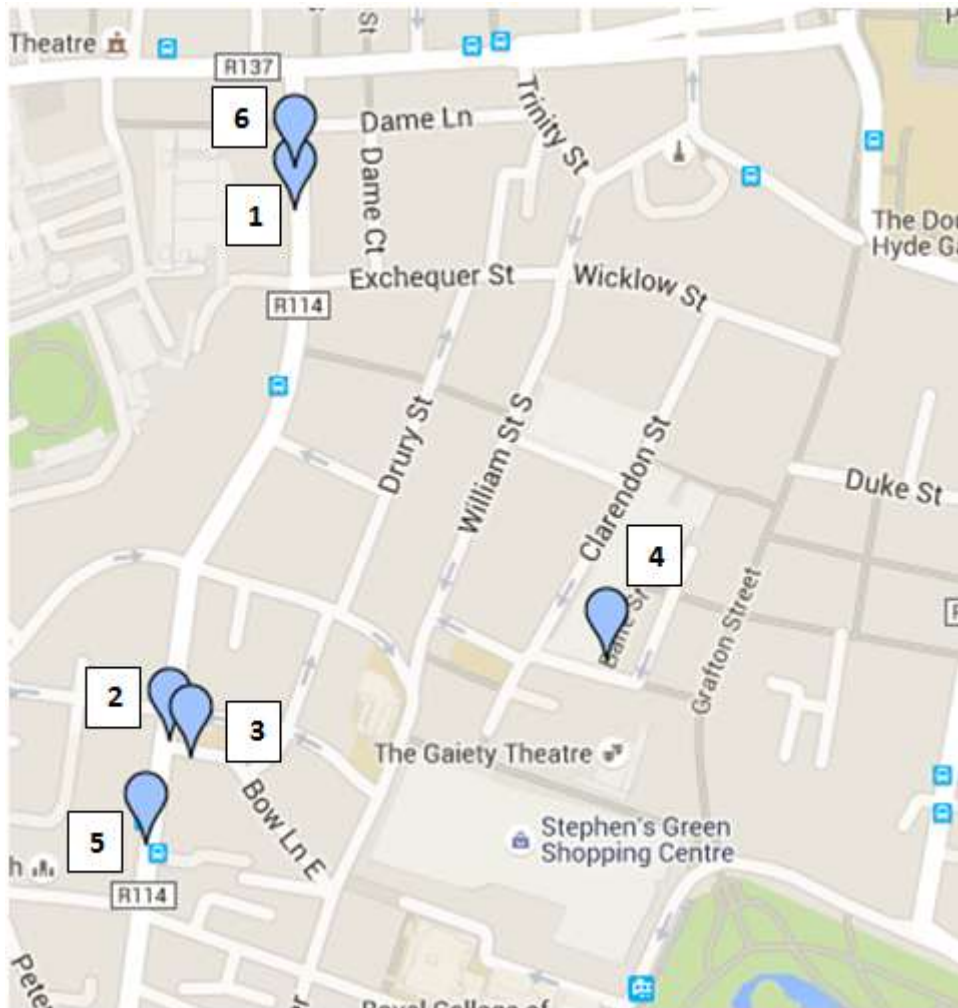 Theatre
St
R137
6
Dame Ln
Trinity St
1
Dame Ct
The Dou
Hyde Ga
Exchequer St
Wicklow St
R114
Drury St
William St S
Clarendon St
Duke St
4
Grafton Street
2
3
The Gaiety Theatre
Bow Ln E
5
Stephen's Green
Shopping Centre
h
R114
Pete
Royal College of